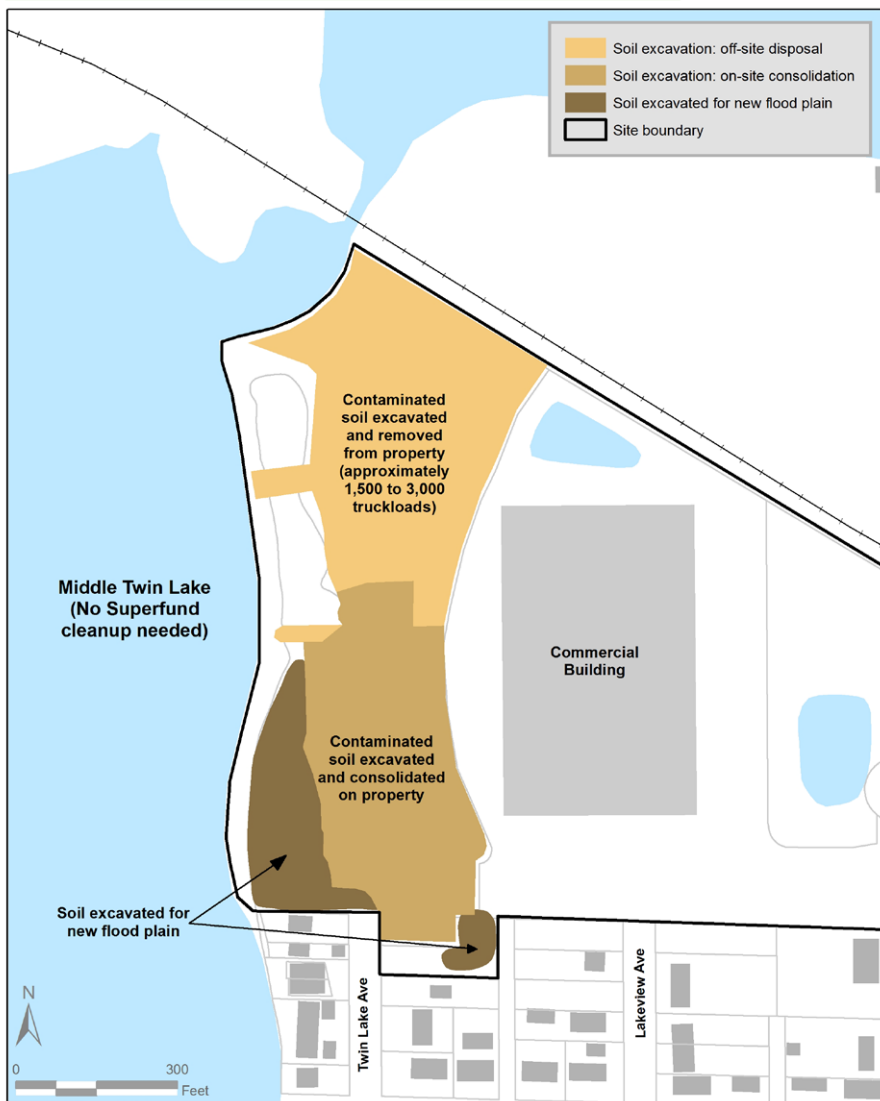 Soil excavation: off-site disposal
Soil excavation: on-site consolidation
Soil excavated for new flood plain
Site boundary
Contaminated
soil excavated
and removed
from property
(approximately
1,500 to 3,000
truckloads)
Middle Twin Lake
(No Superfund
cleanup needed)
Commercial
Building
Contaminated
soil excavated
and consolidated
on property
Soil excavated for
new flood plain
Twin Lake Ave
Lakeview Ave
N
0 300
Feet